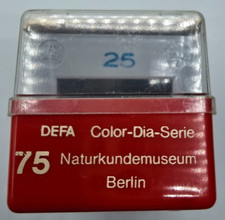 25
DEFA Color-Dia-Serie
75 Naturkundemuseum
Berlin